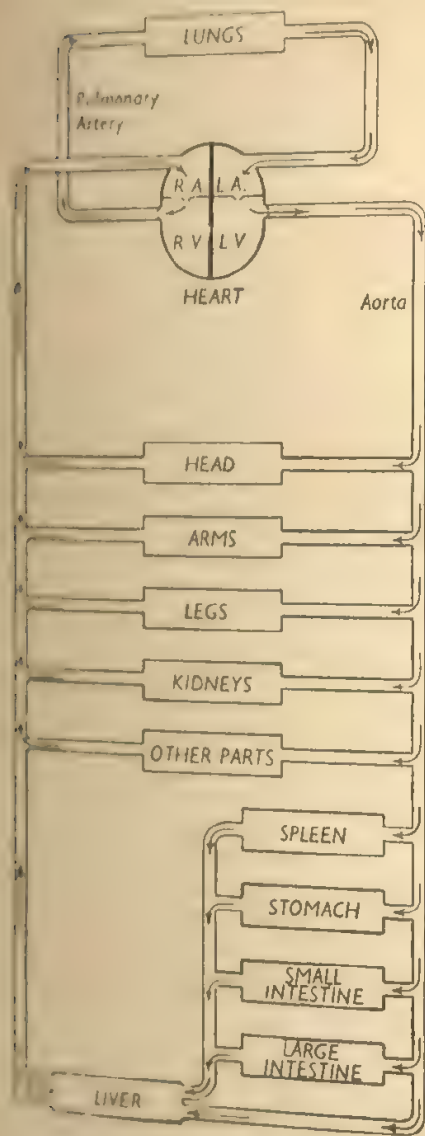 LUNGS
Pulmonary
Artery
R A. L A.
R V L V
HEART
Aorta
HEAD
ARMS
LEGS
KIDNEYS
OTHER PARTS
SPLEEN
STOMACH
SMALL
INTESTINE
LARGE
INTESTINE
LIVER